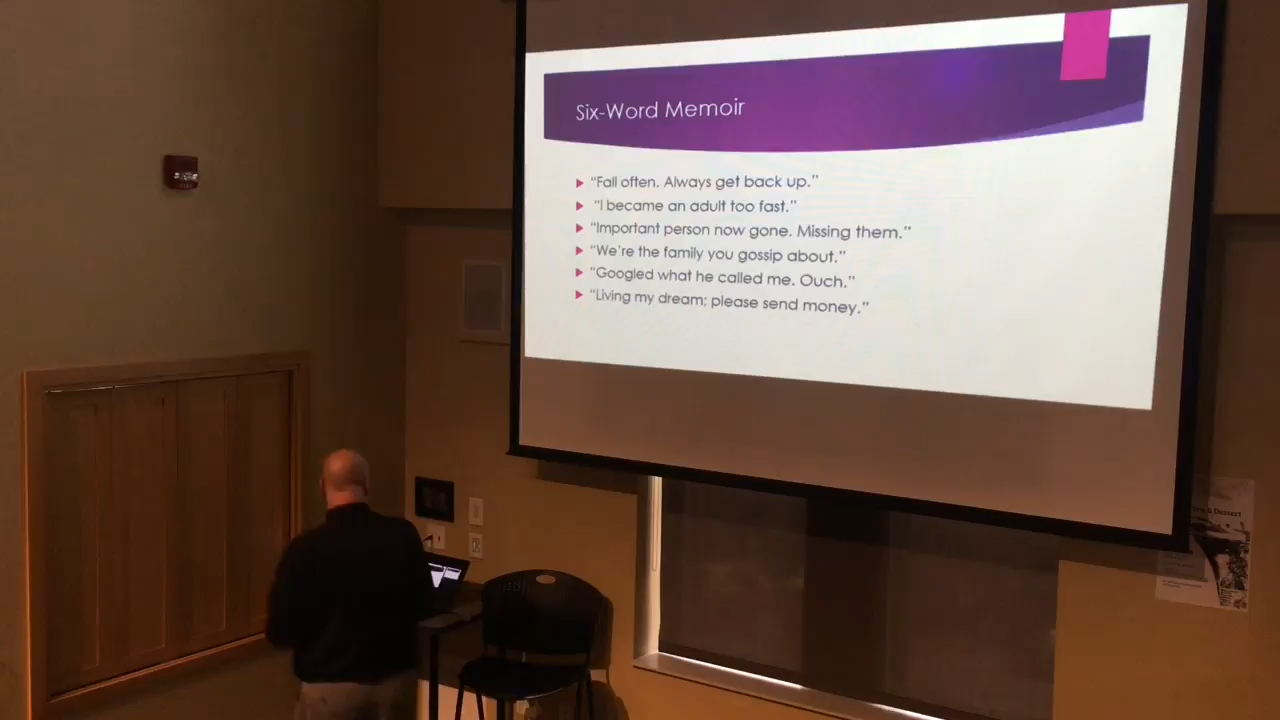 Six-Word Memoir
“Fall often. Always get back up.”
“I became an adult too fast.”
“Important person now gone. Missing them.”
“We’re the family you gossip about.”
“Googled what he called me. Ouch.”
“Living my dream; please send money.”
& Dessert